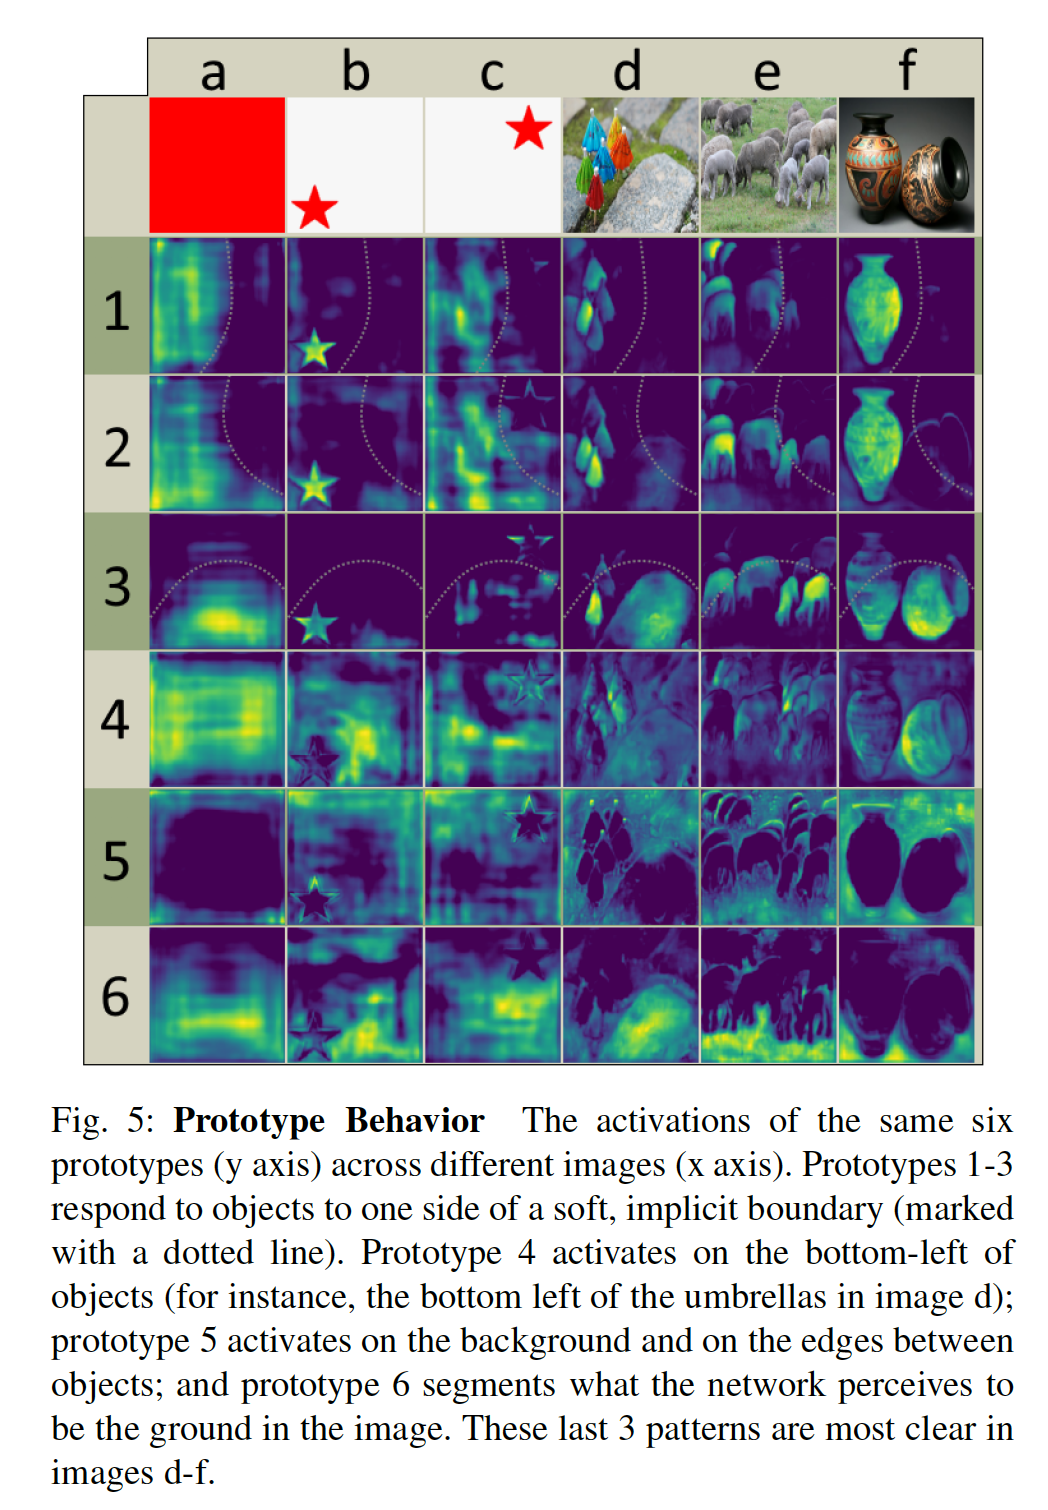 a b c d e f
1
2
3
4
5
6
Fig. 5: Prototype Behavior The activations of the same six
prototypes (y axis) across different images (x axis). Prototypes 1-3
respond to objects to one side of a soft, implicit boundary (marked
with a dotted line). Prototype 4 activates on the bottom-left of
objects (for instance, the bottom left of the umbrellas in image d);
prototype 5 activates on the background and on the edges between
objects; and prototype 6 segments what the network perceives to
be the ground in the image. These last 3 patterns are most clear in
images d-f.